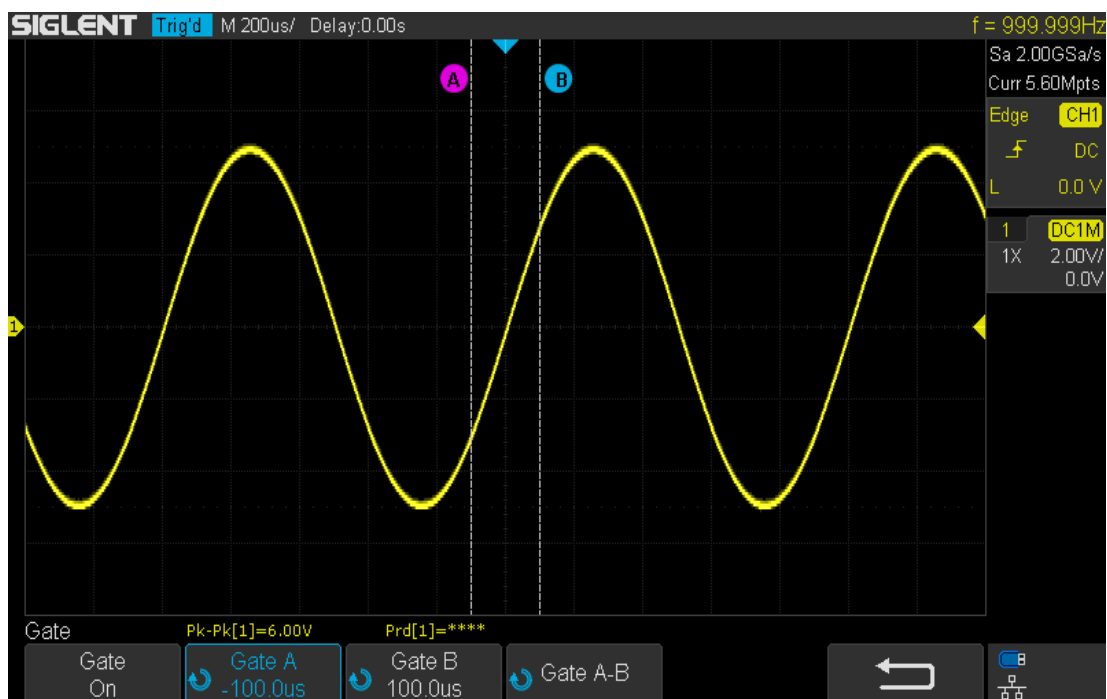 SIGLENT Trig'd M 200us/ Delay:0.00s f = 999.999Hz
Sa 2.00GSa/s
Curr 5.60Mpts
A B
Edge CH1
DC
L 0.0 V
1 DC1M
1X 2.00V/
0.0V
1
Gate Pk-Pk[1]=6.00V Prd[1]=****
Gate Gate A Gate B Gate A-B
On -100.0us 100.0us